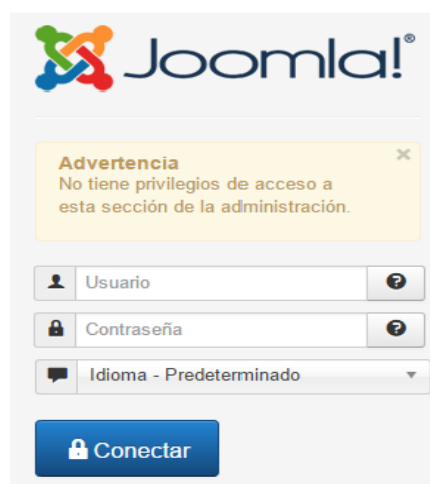 Joomla!®
Advertencia
No tiene privilegios de acceso a
esta sección de la administración.
×
Usuario
Contraseña
Idioma - Predeterminado
Conectar